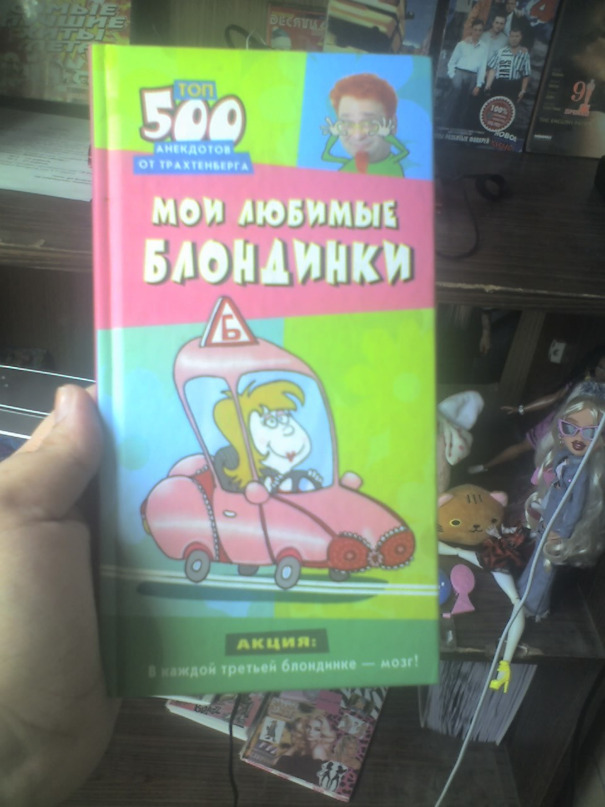 ТОП
500
АНЕКДОТОВ
ОТ ТРАХТЕНБЕРГА
МОИ ЛЮБИМЫЕ
БЛОНДИНКИ
Б
АКЦИЯ:
В каждой третьей блондинке — мозг!